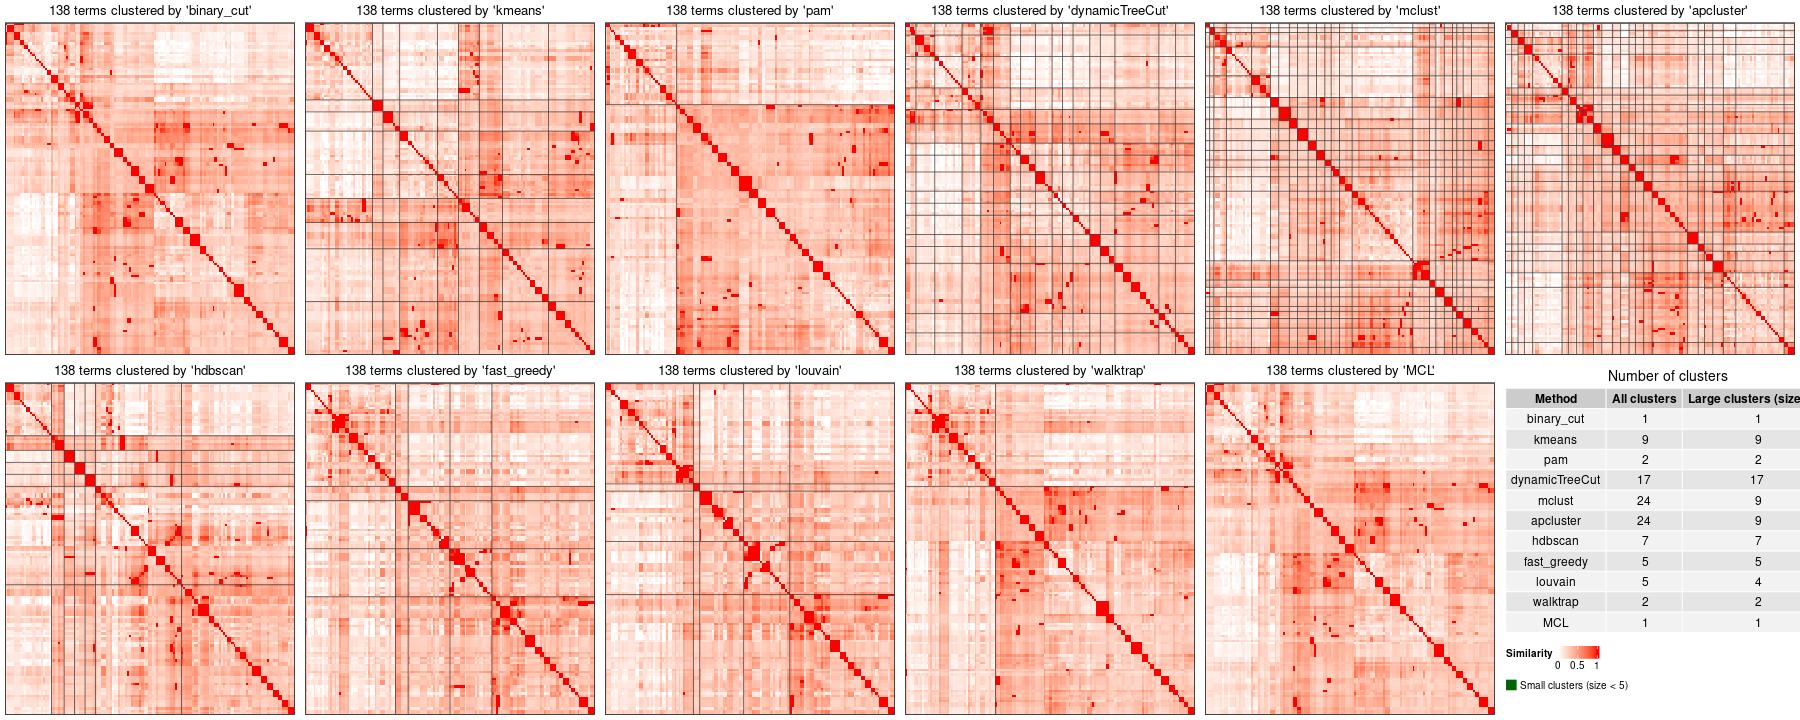 138 terms clustered by 'binary_cut'
138 terms clustered by 'kmeans'
138 terms clustered by 'pam'
138 terms clustered by 'dynamicTreeCut'
138 terms clustered by 'mclust'
138 terms clustered by 'apcluster'
138 terms clustered by 'hdbscan'
138 terms clustered by 'fast_greedy'
138 terms clustered by 'louvain'
138 terms clustered by 'walktrap'
138 terms clustered by 'MCL'
Number of clusters
Method All clusters Large clusters (size
binary_cut 1 1
kmeans 9 9
pam 2 2
dynamicTreeCut 17 17
mclust 24 9
apcluster 24 9
hdbscan 7 7
fast_greedy 5 5
louvain 5 4
walktrap 2 2
MCL 1 1
Similarity
0 0.5 1
Small clusters (size < 5)